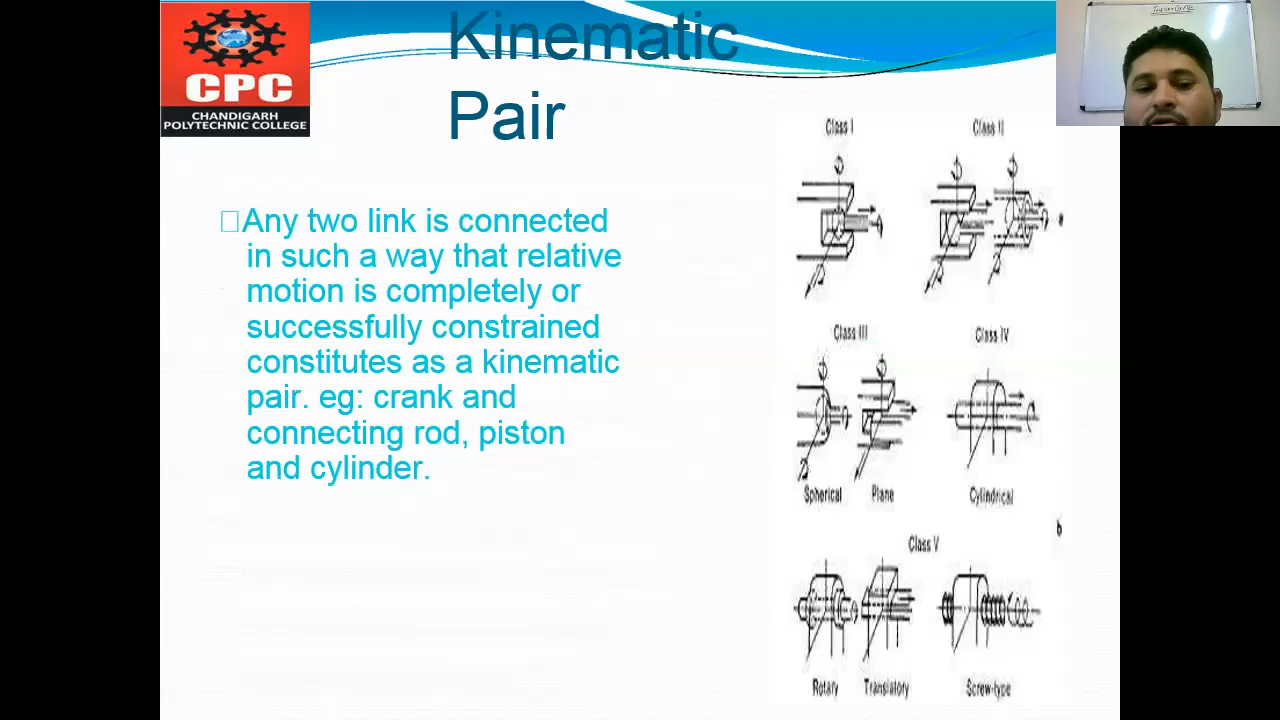 Kinematic
Pair
CPC
CHANDIGARH
POLYTECHNIC COLLEGE
□Any two link is connected
in such a way that relative
motion is completely or
successfully constrained
constitutes as a kinematic
pair. eg: crank and
connecting rod, piston
and cylinder.
Class I
Class II
a
Class III
Class IV
Spherical
Plane
Cylindrical
b
Class V
Rotary
Translatory
Screw-type